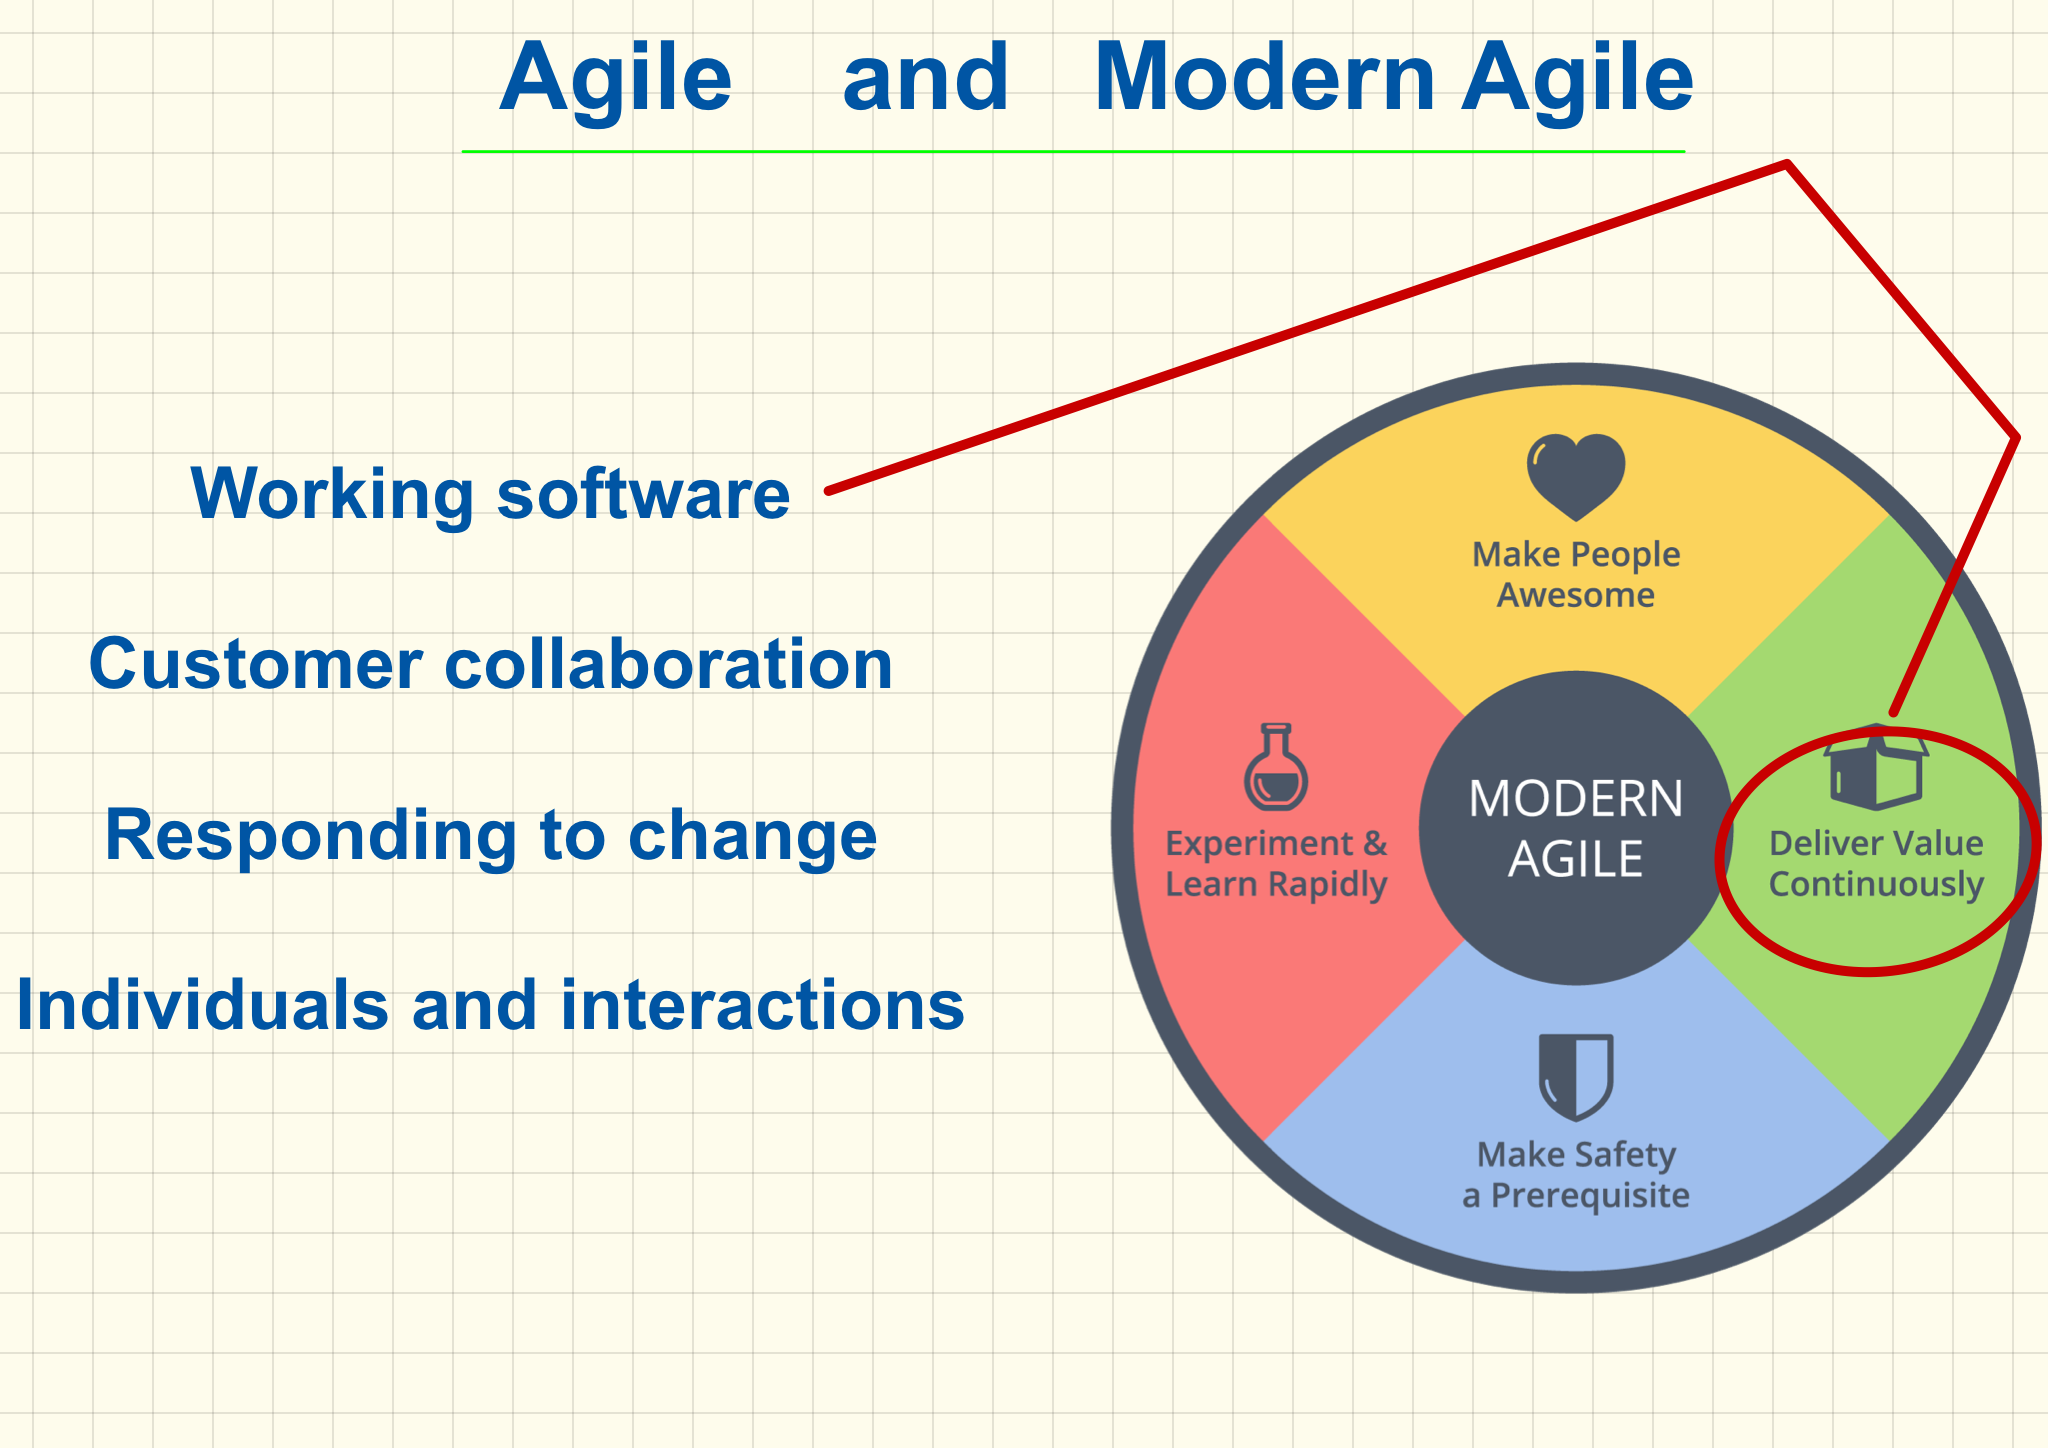 Agile and Modern Agile
Working software
Customer collaboration
Responding to change
Individuals and interactions
Make People
Awesome
Experiment &
Learn Rapidly
MODERN
AGILE
Deliver Value
Continuously
Make Safety
a Prerequisite